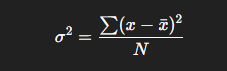 σ² = ∑(x − x̄)² / N